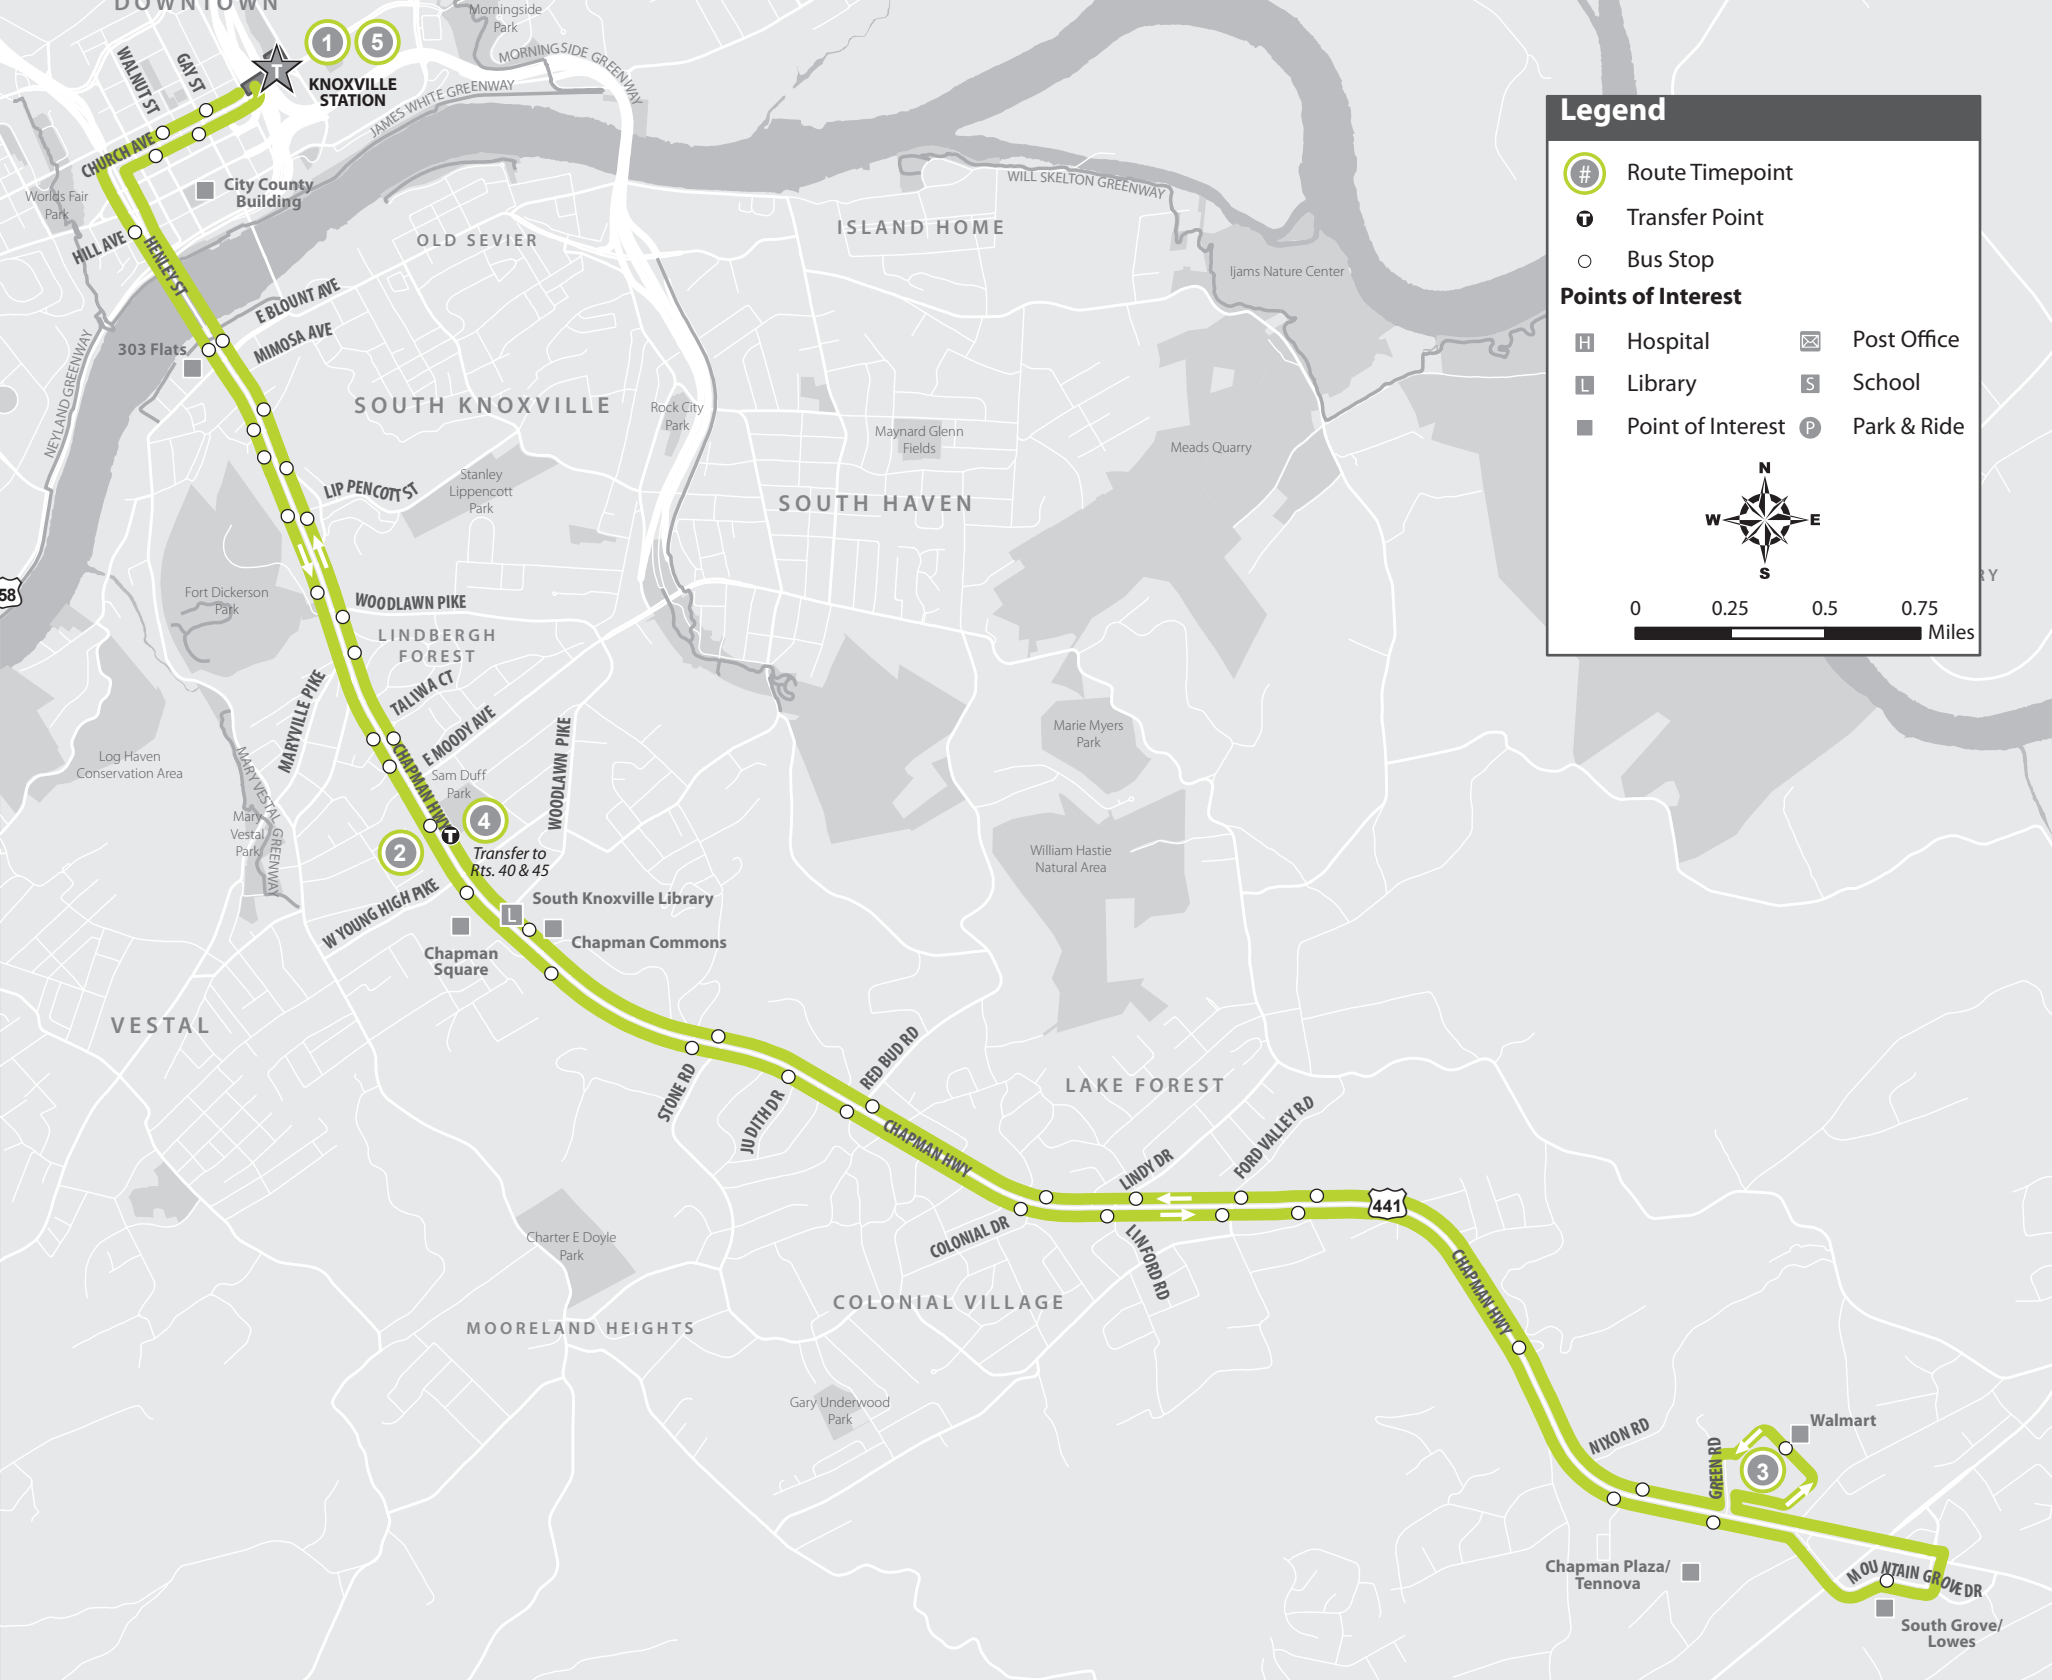 DOWNTOWN
Morningside
Park
1
5
T
KNOXVILLE
STATION
WALNUT ST
GAY ST
MORNINGSIDE GREENWAY
JAMES WHITE GREENWAY
CHURCH AVE
City County
Building
Worlds Fair
Park
HILL AVE
HENLEY ST
OLD SEVIER
ISLAND HOME
WILL SKELTON GREENWAY
Ijams Nature Center
E BLOUNT AVE
MIMOSA AVE
303 Flats
NEYLAND GREENWAY
SOUTH KNOXVILLE
Rock City
Park
Maynard Glenn
Fields
Meads Quarry
Stanley
Lippencott
Park
LIP PENCOTT ST
SOUTH HAVEN
58
Fort Dickerson
Park
WOODLAWN PIKE
LINDBERGH
FOREST
TALIWA CT
MARYVILLE PIKE
E MOODY AVE
WOODLAWN PIKE
CHAPMAN HWY
Log Haven
Conservation Area
MARY VESTAL GREENWAY
Mary
Vestal
Park
Sam Duff
Park
Marie Myers
Park
William Hastie
Natural Area
2
4
T
Transfer to
Rts. 40 & 45
W YOUNG HIGH PIKE
L
South Knoxville Library
Chapman Commons
Chapman
Square
VESTAL
STONE RD
JU DITH DR
RED BUD RD
CHAPMAN HWY
LAKE FOREST
LINDY DR
FORD VALLEY RD
COLONIAL DR
LINFORD RD
441
CHAPMAN HWY
Charter E Doyle
Park
COLONIAL VILLAGE
MOORELAND HEIGHTS
Gary Underwood
Park
NIXON RD
GREEN RD
Walmart
3
Chapman Plaza/
Tennova
MOUNTAIN GROVE DR
South Grove/
Lowes
Legend
# Route Timepoint
T Transfer Point
Bus Stop
Points of Interest
H Hospital
Post Office
L Library
S School
Point of Interest
P Park & Ride
N
W E
S
0 0.25 0.5 0.75
Miles
RY